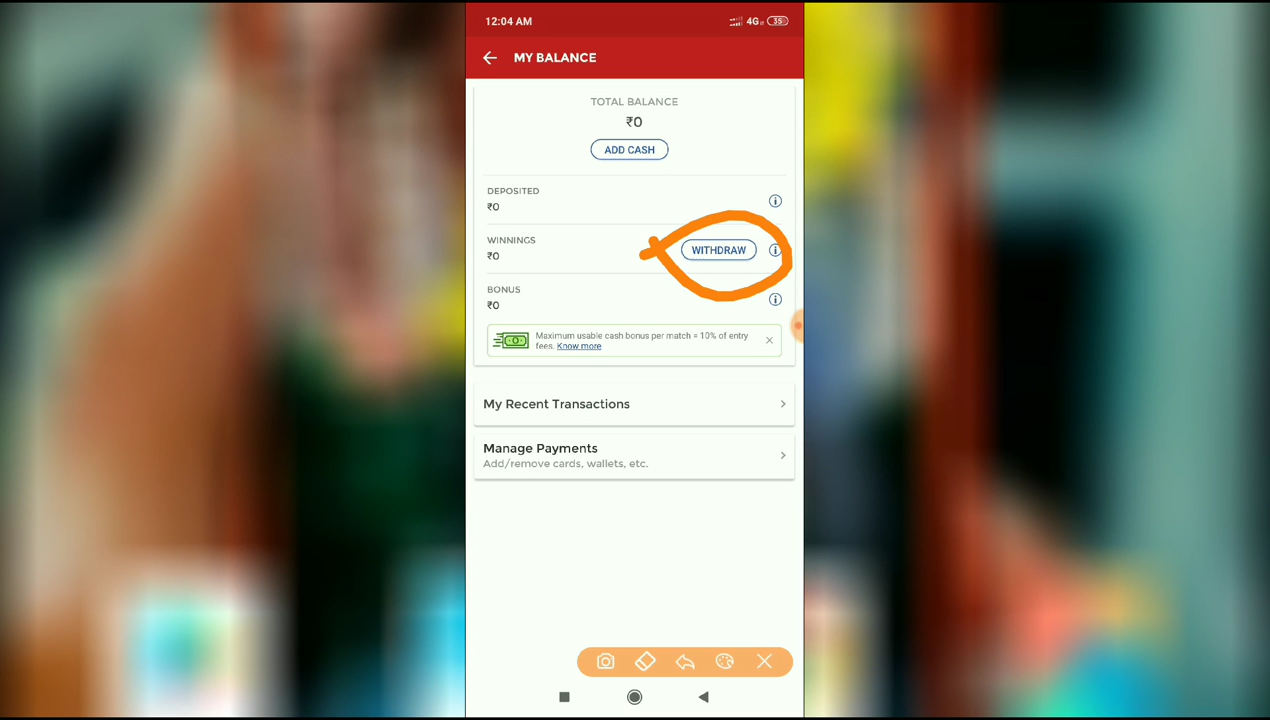 12:04 AM
4G
35
MY BALANCE
TOTAL BALANCE
₹0
ADD CASH
DEPOSITED
₹0
WINNINGS
₹0
WITHDRAW
BONUS
₹0
Maximum usable cash bonus per match = 10% of entry
fees. Know more
My Recent Transactions
Manage Payments
Add/remove cards, wallets, etc.